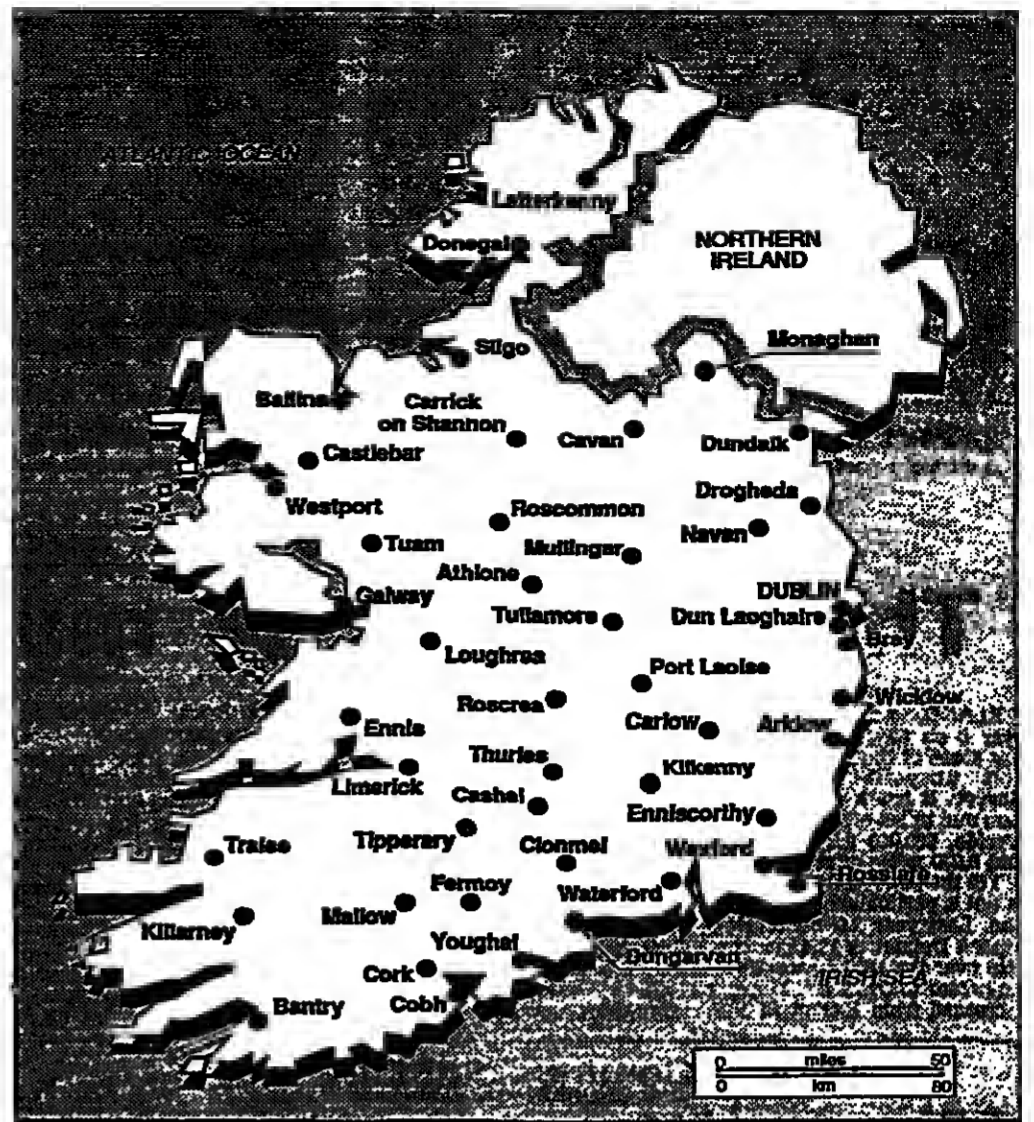 ATLANTIC OCEAN
Letterkenny
Donegal
NORTHERN
IRELAND
Monaghan
Sligo
Ballina
Carrick
on Shannon
Cavan
Dundalk
Castlebar
Drogheda
Westport
Roscommon
Navan
Tuam
Mullingar
Athlone
DUBLIN
Galway
Tullamore
Dun Laoghaire
Bray
Loughrea
Port Laoise
Roscrea
Wicklow
Ennis
Carlow
Arklow
Thurles
Kilkenny
Limerick
Cashel
Enniscorthy
Tipperary
Tralee
Clonmel
Wexford
Rosslare
Fermoy
Waterford
Mallow
Killarney
Youghal
Dungarvan
Cork
IRISH SEA
Cobh
Bantry
0 miles 50
0 km 80